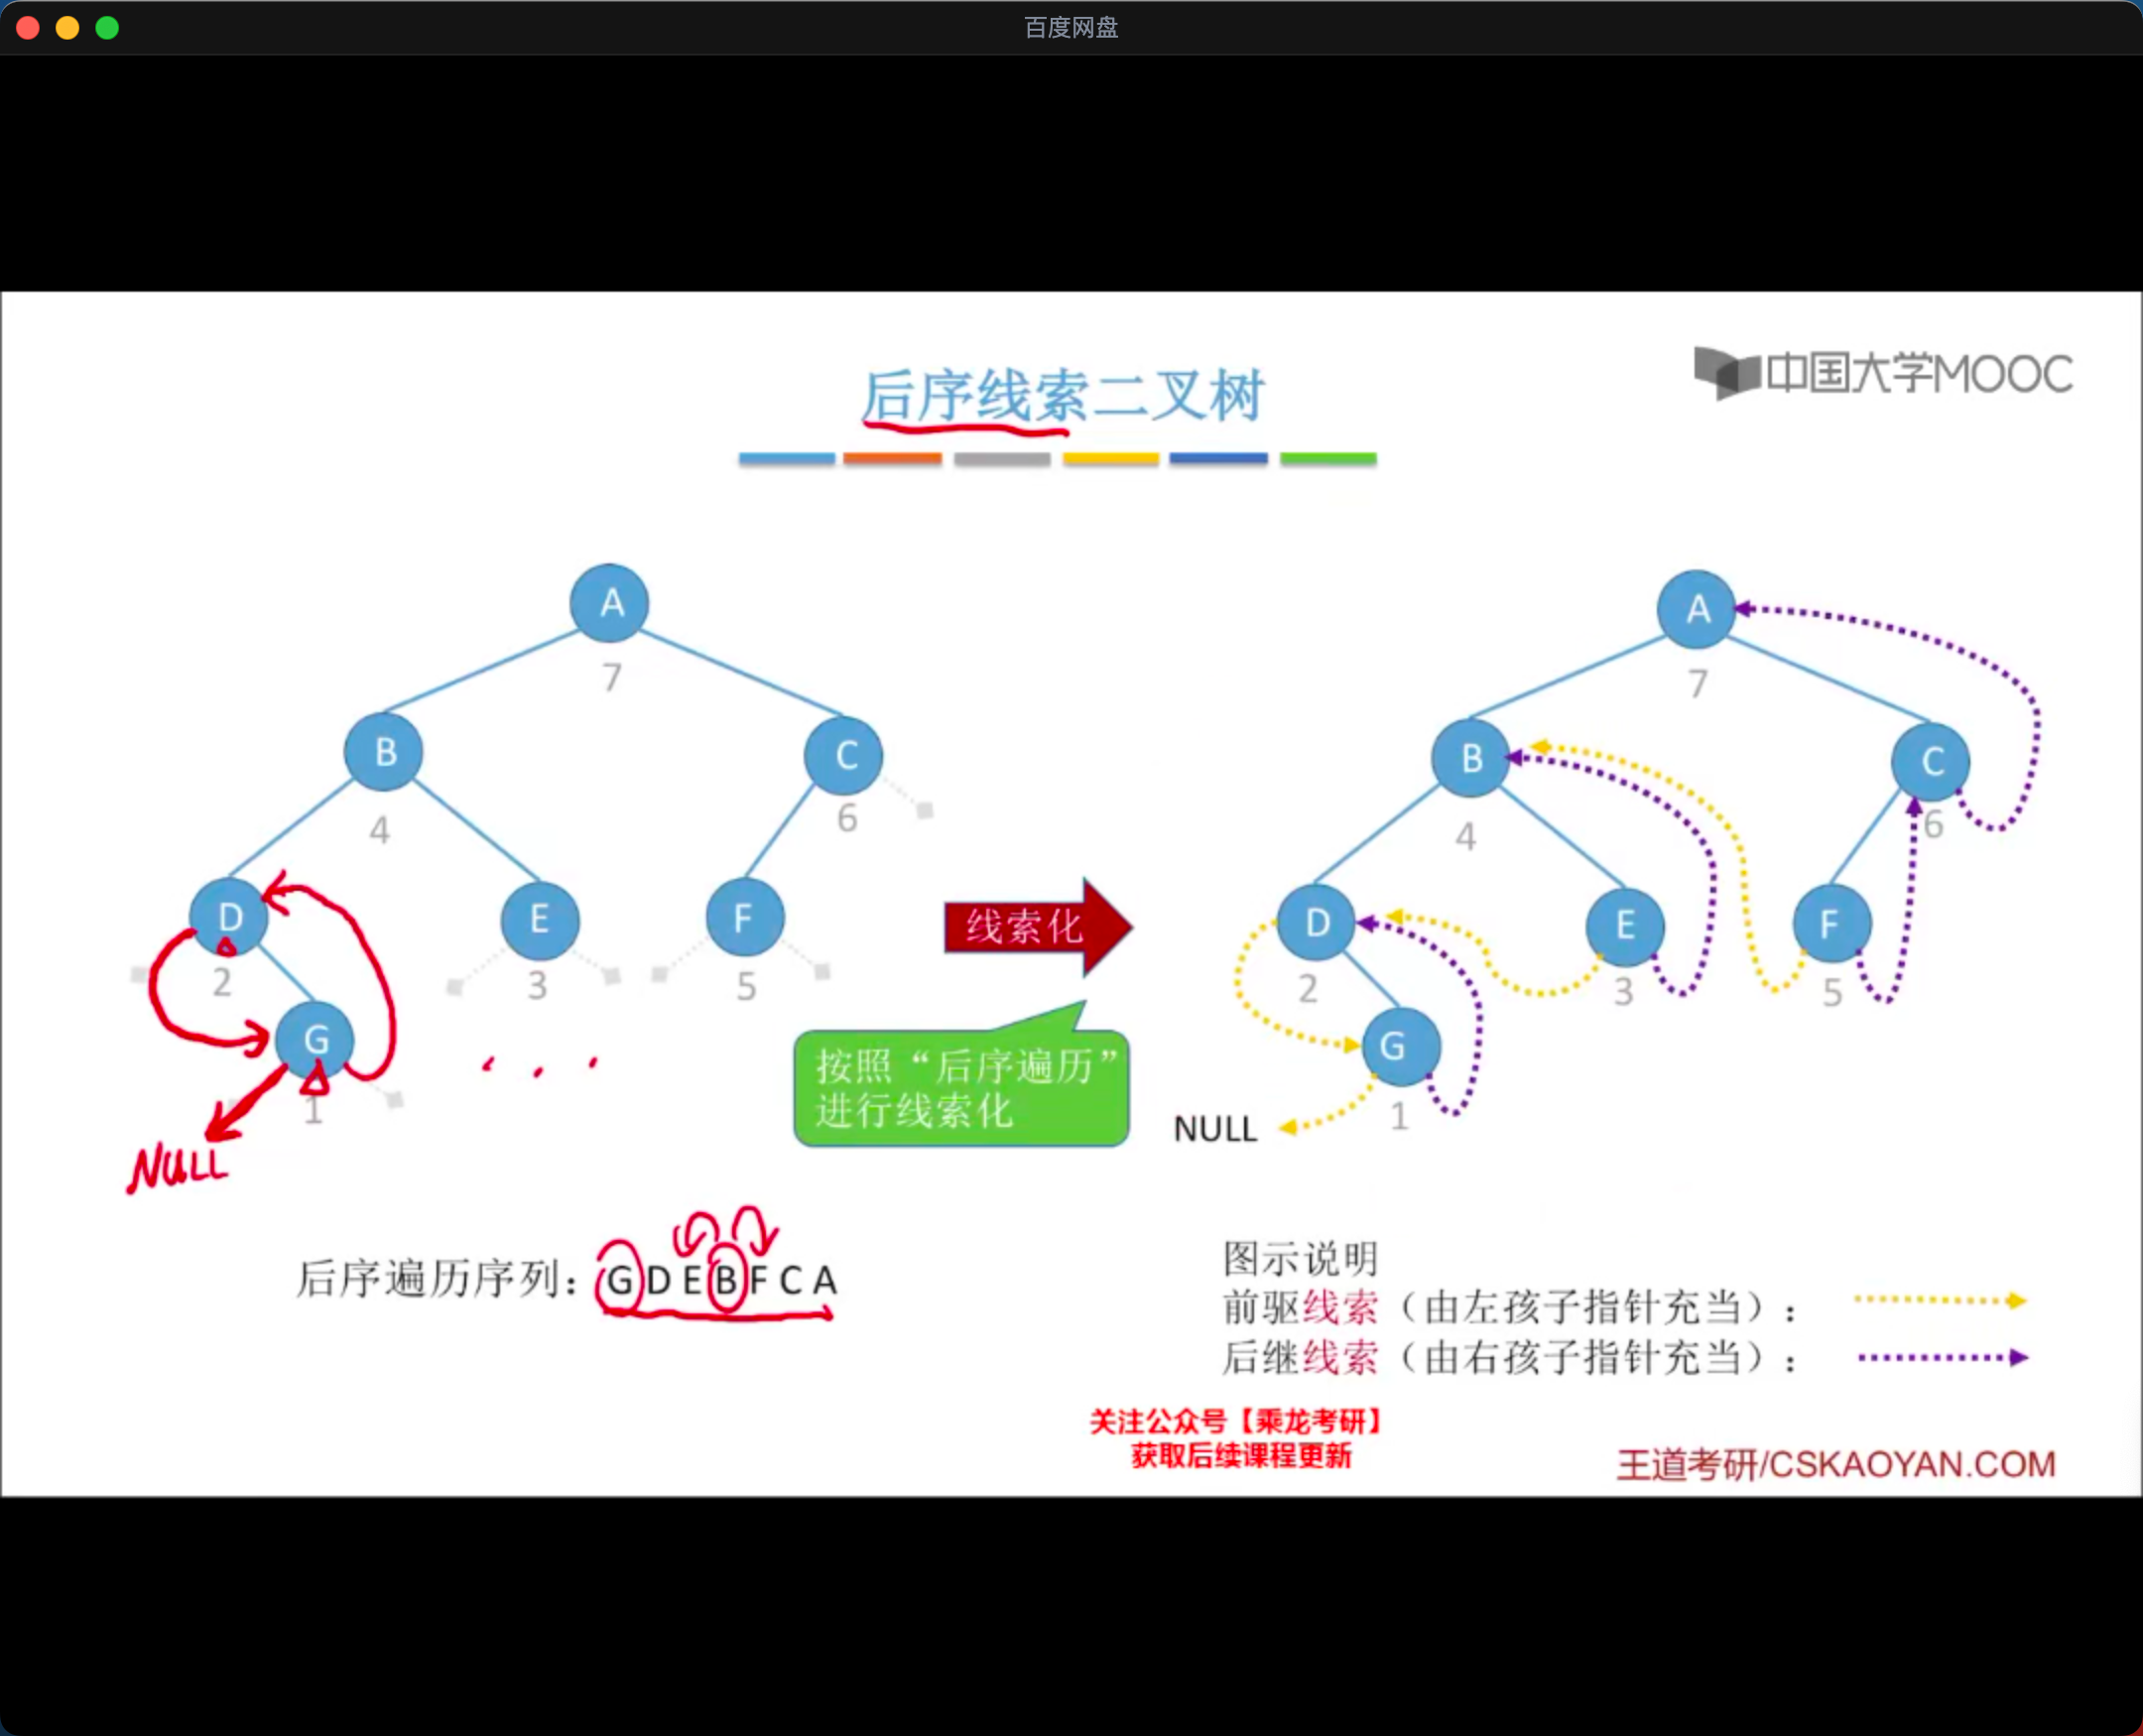 百度网盘
中国大学MOOC
后序线索二叉树
A
7
B
C
4
6
D
E
F
2
3
5
G
1
NULL
线索化
按照“后序遍历”
进行线索化
A
7
B
C
4
6
D
E
F
2
3
5
G
1
NULL
后序遍历序列：G D E B F C A
图示说明
前驱线索（由左孩子指针充当）：
后继线索（由右孩子指针充当）：
关注公众号【乘龙考研】
获取后续课程更新
王道考研/CSKAOYAN.COM